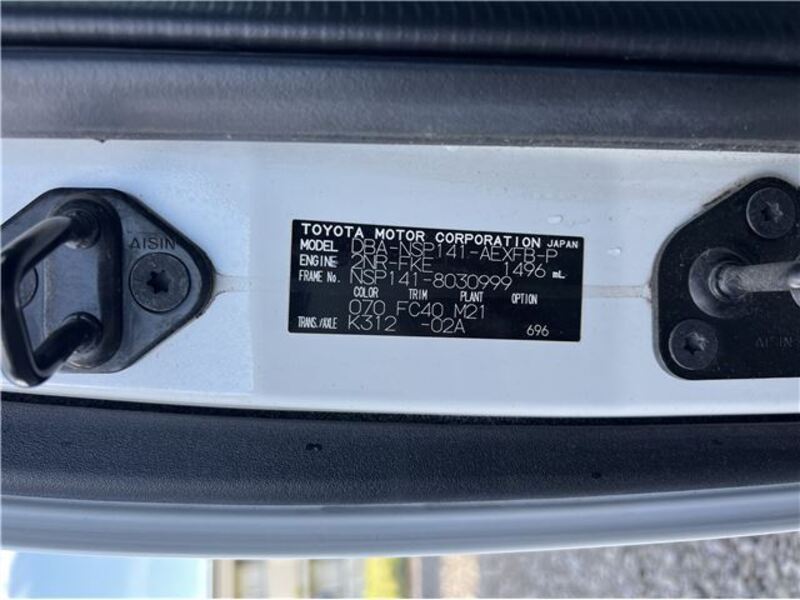 TOYOTA MOTOR CORPORATION JAPAN
MODEL DBA-NSP141-AEXFB-P
ENGINE 2NR-FKE 1496 mL
FRAME No. NSP141-8030999
COLOR TRIM PLANT OPTION
070 FC40 M21
TRANS./AXLE K312 -02A 696
AISIN
AISIN